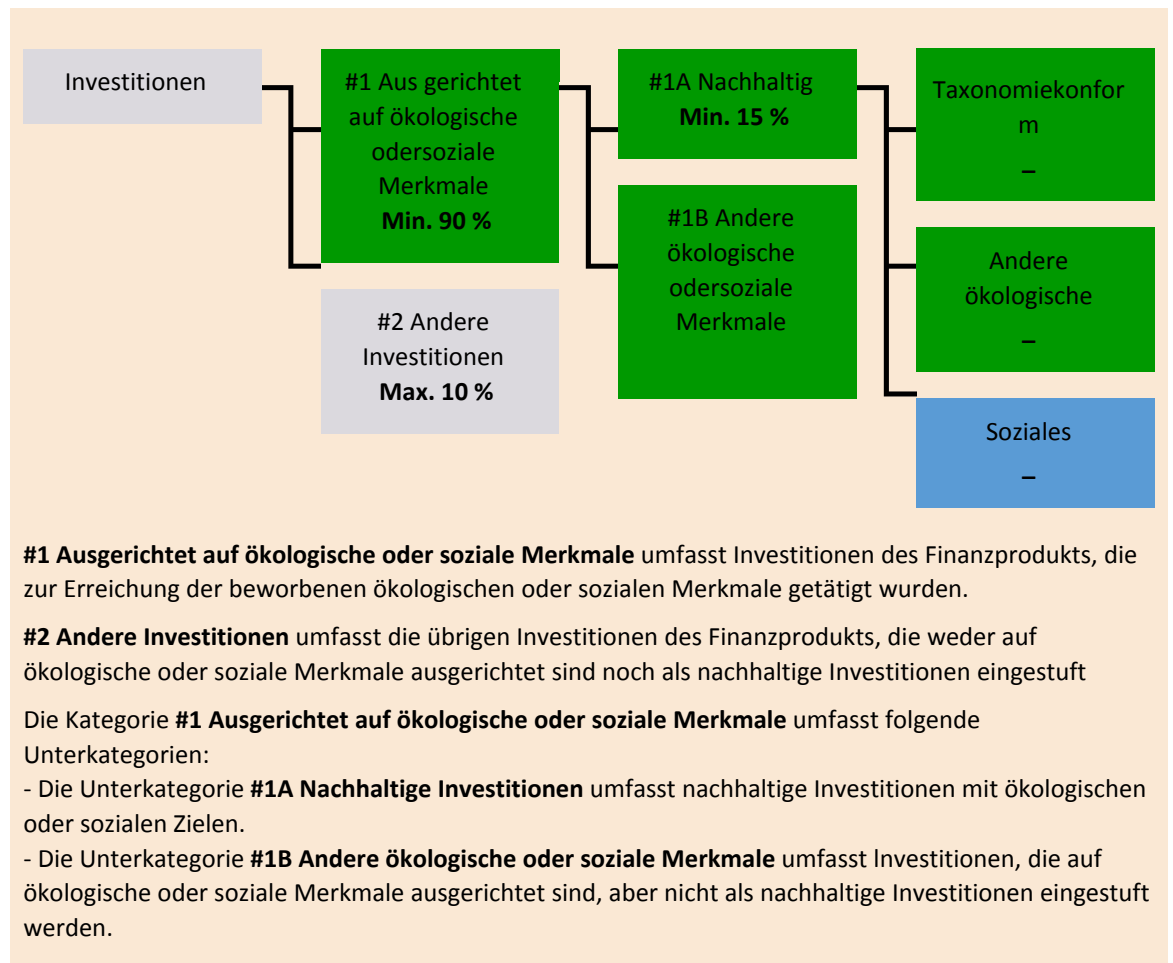 Investitionen
#1 Aus gerichtet
auf ökologische
odersoziale
Merkmale
Min. 90 %
#2 Andere
Investitionen
Max. 10 %
#1A Nachhaltig
Min. 15 %
#1B Andere
ökologische
odersoziale
Merkmale
Taxonomiekonfor
m
–
Andere
ökologische
–
Soziales
–
#1 Ausgerichtet auf ökologische oder soziale Merkmale umfasst Investitionen des Finanzprodukts, die
zur Erreichung der beworbenen ökologischen oder sozialen Merkmale getätigt wurden.
#2 Andere Investitionen umfasst die übrigen Investitionen des Finanzprodukts, die weder auf
ökologische oder soziale Merkmale ausgerichtet sind noch als nachhaltige Investitionen eingestuft
Die Kategorie #1 Ausgerichtet auf ökologische oder soziale Merkmale umfasst folgende
Unterkategorien:
- Die Unterkategorie #1A Nachhaltige Investitionen umfasst nachhaltige Investitionen mit ökologischen
oder sozialen Zielen.
- Die Unterkategorie #1B Andere ökologische oder soziale Merkmale umfasst lnvestitionen, die auf
ökologische oder soziale Merkmale ausgerichtet sind, aber nicht als nachhaltige Investitionen eingestuft
werden.